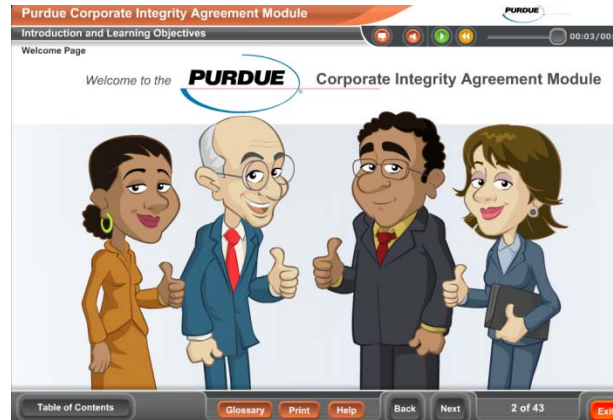 Purdue Corporate Integrity Agreement Module
PURDUE
Introduction and Learning Objectives
Welcome Page
Welcome to the PURDUE Corporate Integrity Agreement Module
Table of Contents
Glossary
Print
Help
Back
Next
2 of 43
Exit